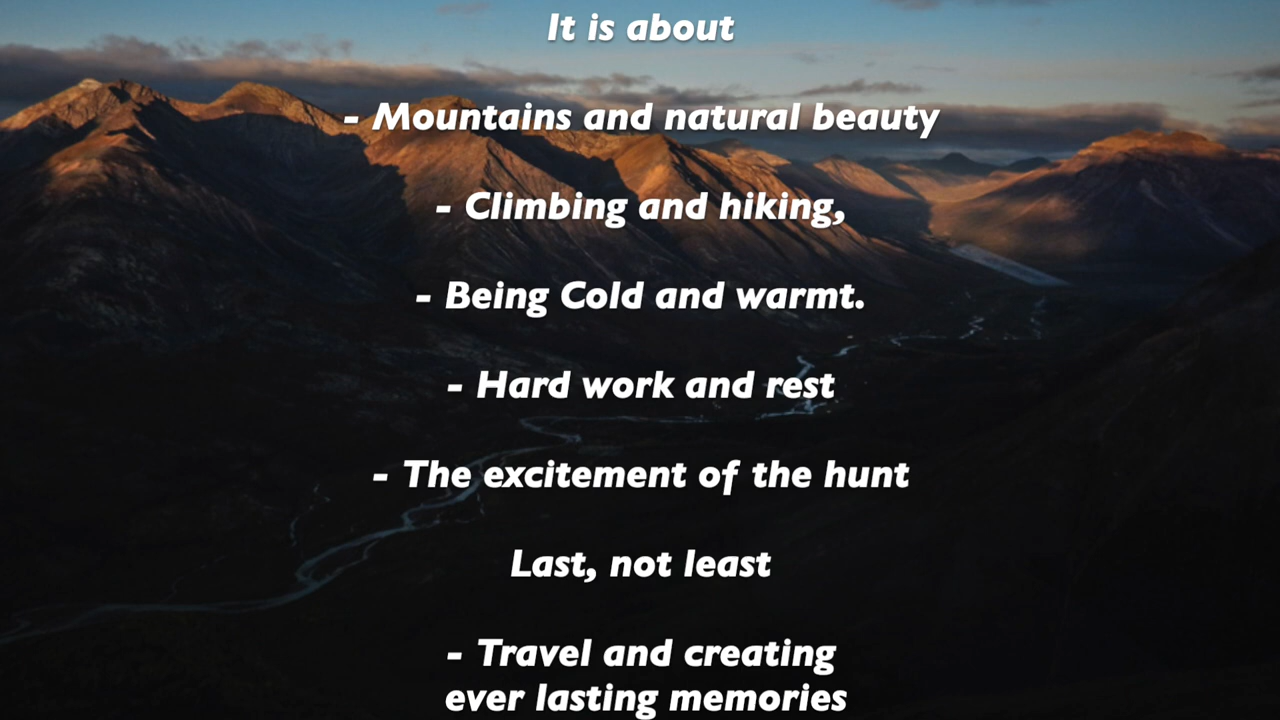 It is about
- Mountains and natural beauty
- Climbing and hiking,
- Being Cold and warmt.
- Hard work and rest
- The excitement of the hunt
Last, not least
- Travel and creating
ever lasting memories